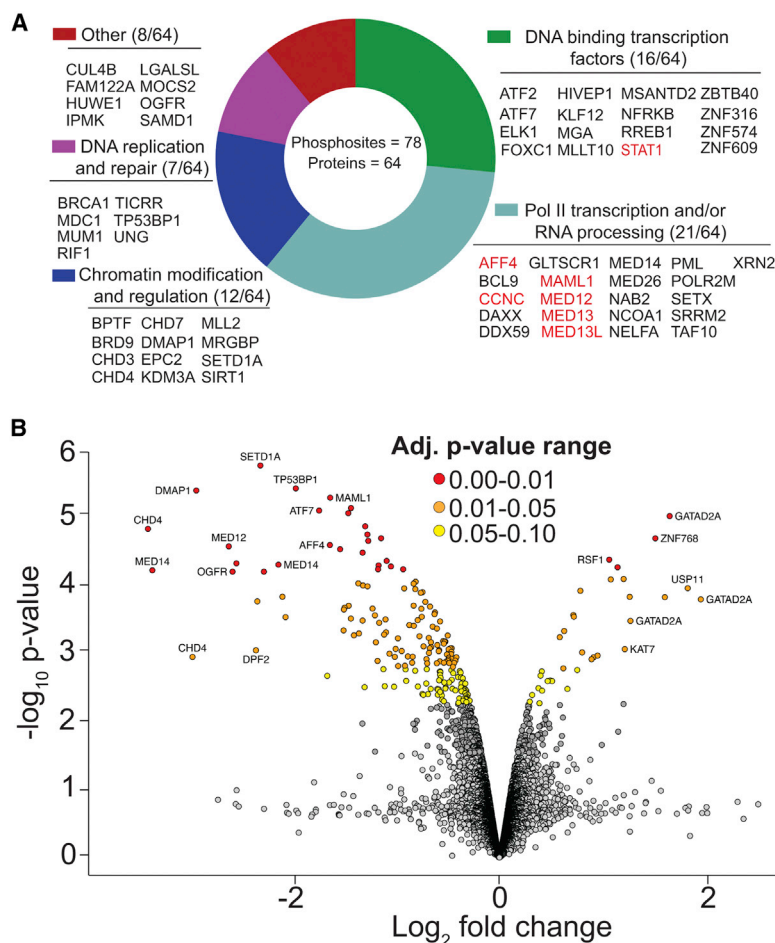 A
Other (8/64)
CUL4B LGALSL
FAM122A MOCS2
HUWE1 OGFR
IPMK SAMD1
DNA replication
and repair (7/64)
BRCA1 TICRR
MDC1 TP53BP1
MUM1 UNG
RIF1
Chromatin modification
and regulation (12/64)
BPTF CHD7 MLL2
BRD9 DMAP1 MRGBP
CHD3 EPC2 SETD1A
CHD4 KDM3A SIRT1
Phosphosites = 78
Proteins = 64
DNA binding transcription
factors (16/64)
ATF2 HIVEP1 MSANTD2 ZBTB40
ATF7 KLF12 NFRKB ZNF316
ELK1 MGA RREB1 ZNF574
FOXC1 MLLT10 STAT1 ZNF609
Pol II transcription and/or
RNA processing (21/64)
AFF4 GLTSCR1 MED14 PML XRN2
BCL9 MAML1 MED26 POLR2M
CCNC MED12 NAB2 SETX
DAXX MED13 NCOA1 SRRM2
DDX59 MED13L NELFA TAF10
B
Adj. p-value range
0.00-0.01
0.01-0.05
0.05-0.10
SETD1A
TP53BP1
DMAP1
MAML1
ATF7
CHD4
MED12
AFF4
MED14
OGFR
MED14
CHD4
DPF2
GATAD2A
ZNF768
RSF1
USP11
GATAD2A
GATAD2A
KAT7
-log10 p-value
6
5
4
3
2
1
0
-2
0
2
Log2 fold change